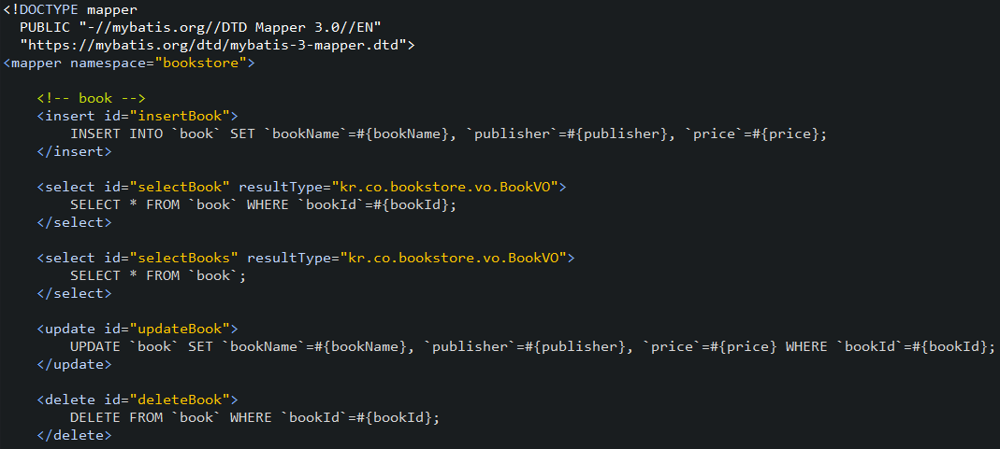 <!DOCTYPE mapper
  PUBLIC "-//mybatis.org//DTD Mapper 3.0//EN"
  "https://mybatis.org/dtd/mybatis-3-mapper.dtd">
<mapper namespace="bookstore">

    <!-- book -->
    <insert id="insertBook">
        INSERT INTO `book` SET `bookName`=#{bookName}, `publisher`=#{publisher}, `price`=#{price};
    </insert>

    <select id="selectBook" resultType="kr.co.bookstore.vo.BookVO">
        SELECT * FROM `book` WHERE `bookId`=#{bookId};
    </select>

    <select id="selectBooks" resultType="kr.co.bookstore.vo.BookVO">
        SELECT * FROM `book`;
    </select>

    <update id="updateBook">
        UPDATE `book` SET `bookName`=#{bookName}, `publisher`=#{publisher}, `price`=#{price} WHERE `bookId`=#{bookId};
    </update>

    <delete id="deleteBook">
        DELETE FROM `book` WHERE `bookId`=#{bookId};
    </delete>